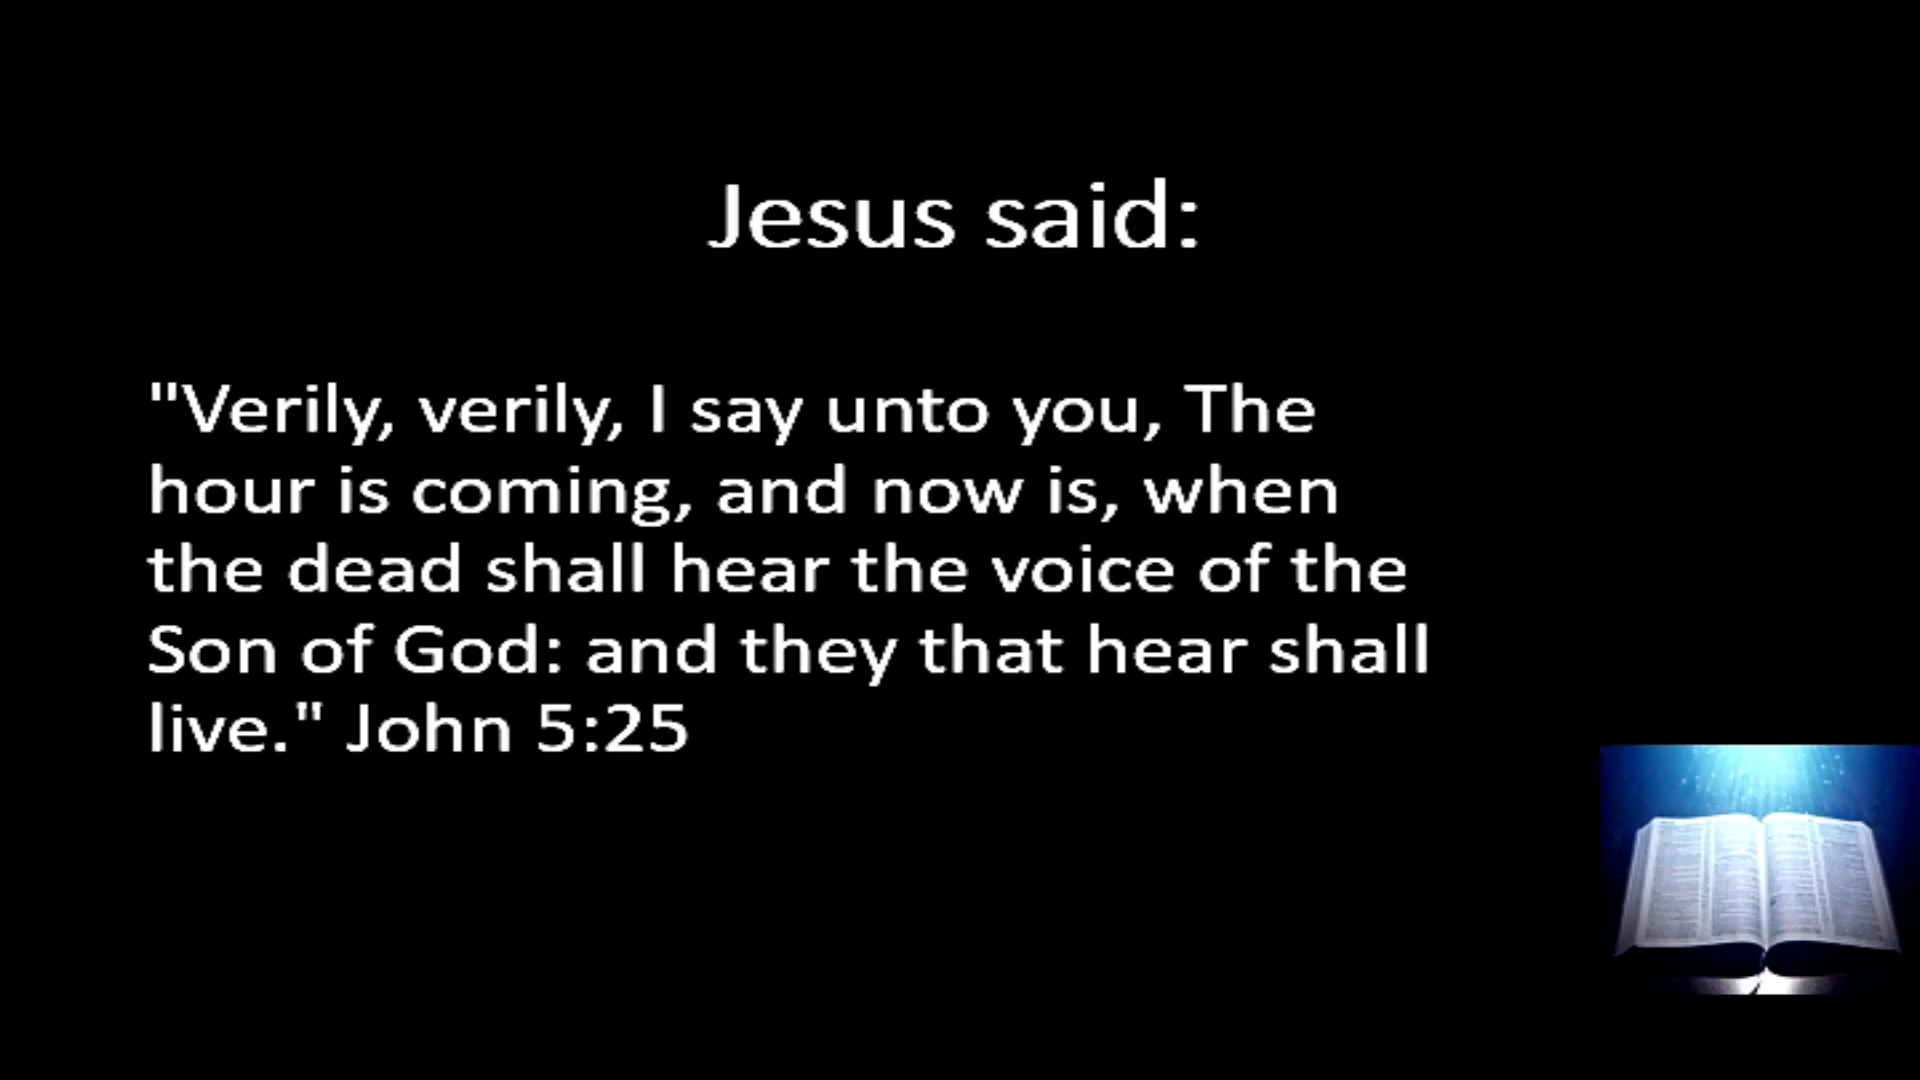 Jesus said:
"Verily, verily, I say unto you, The
hour is coming, and now is, when
the dead shall hear the voice of the
Son of God: and they that hear shall
live." John 5:25